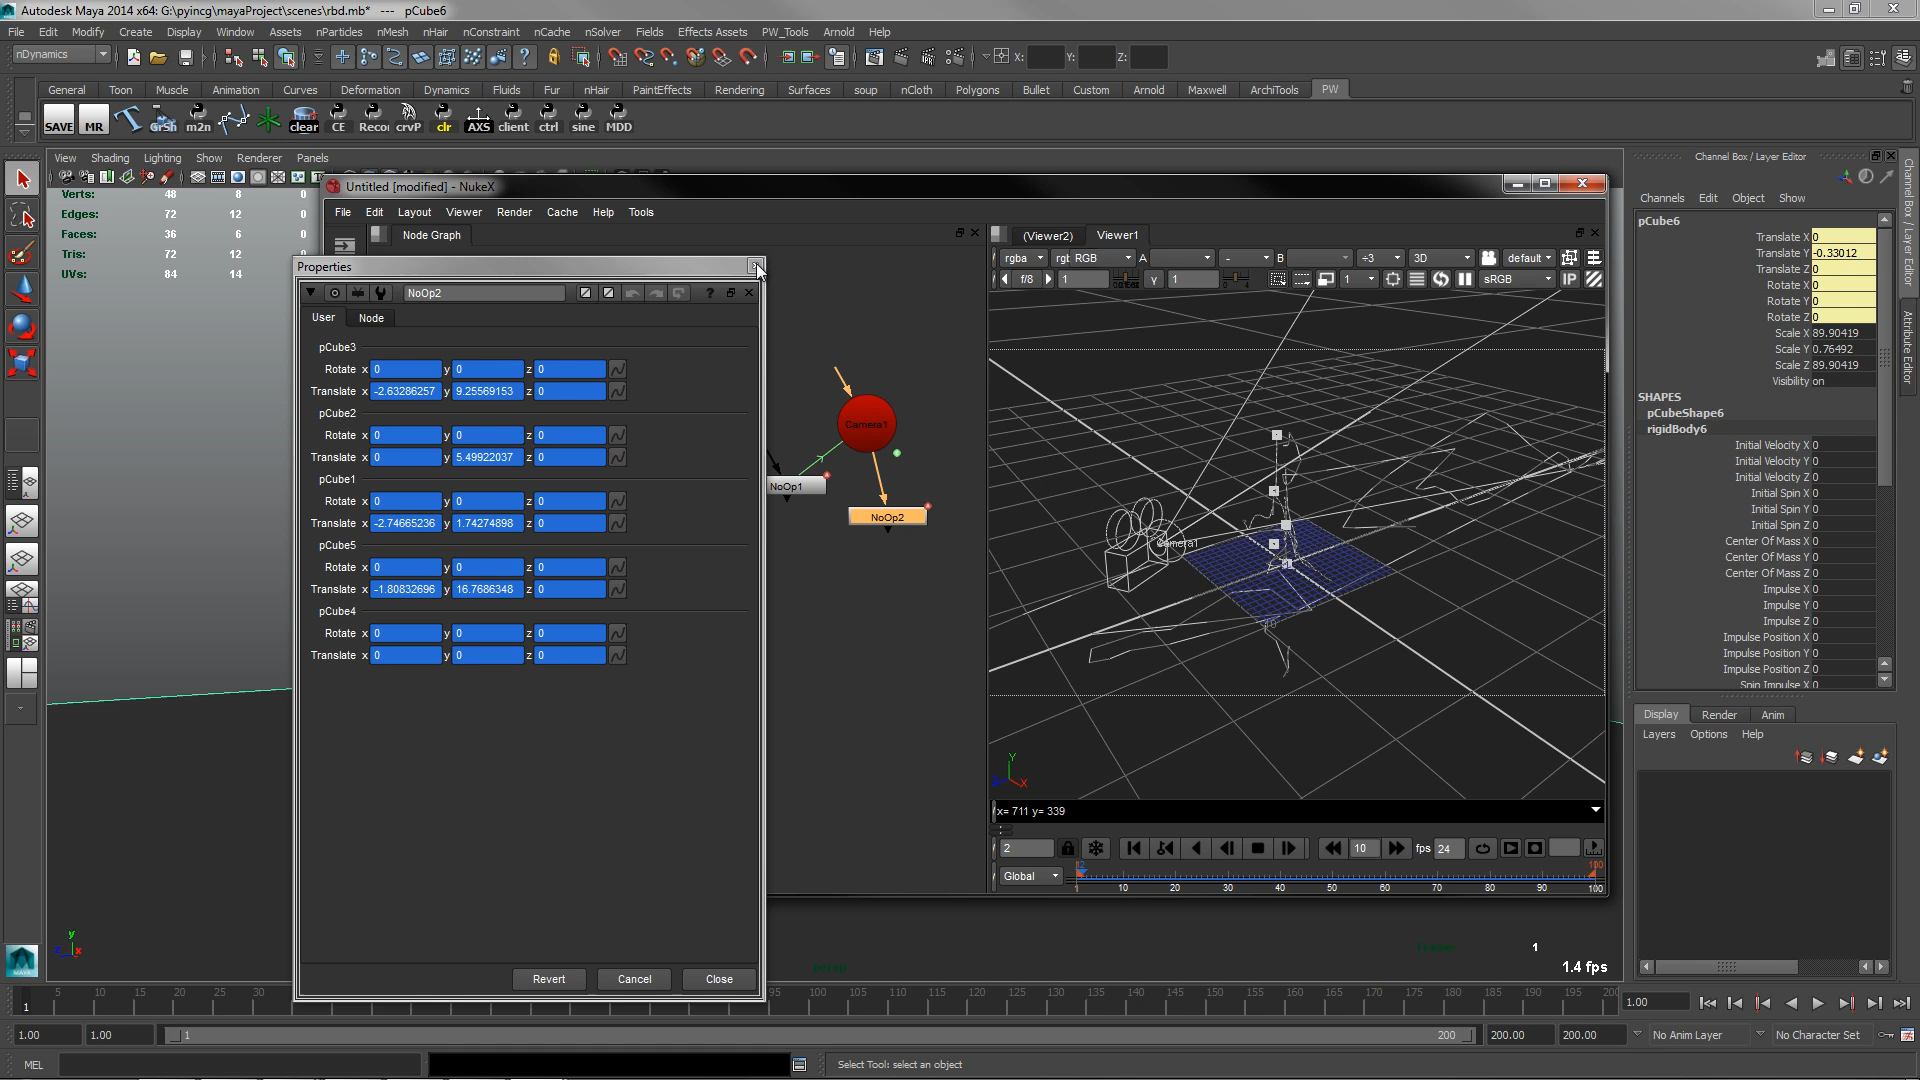 Autodesk Maya 2014 x64: G:\pyincg\mayaProject\scenes\rbd.mb* --- pCube6
File Edit Modify Create Display Window Assets nParticles nMesh nHair nConstraint nCache nSolver Fields Effects Assets PW_Tools Arnold Help
nDynamics X: Y: Z:
General Toon Muscle Animation Curves Deformation Dynamics Fluids Fur nHair PaintEffects Rendering Surfaces soup nCloth Polygons Bullet Custom Arnold Maxwell ArchiTools PW
SAVE MR GrSh m2n clear CE Recoi crvP clr AXS client ctrl sine MDD
View Shading Lighting Show Renderer Panels
Verts: 48 8 0
Edges: 72 12 0
Faces: 36 6 0
Tris: 72 12 0
UVs: 84 14 0
Untitled [modified] - NukeX
File Edit Layout Viewer Render Cache Help Tools
Node Graph
(Viewer2) Viewer1
rgba RGB A - B ÷3 3D default
f/8 1 γ 1 1 sRGB IP
Properties
NoOp2
User Node
pCube3
Rotate x 0 y 0 z 0
Translate x -2.63286257 y 9.25569153 z 0
pCube2
Rotate x 0 y 0 z 0
Translate x 0 y 5.49922037 z 0
pCube1
Rotate x 0 y 0 z 0
Translate x -2.74665236 y 1.74274898 z 0
pCube5
Rotate x 0 y 0 z 0
Translate x -1.80832696 y 16.7686348 z 0
pCube4
Rotate x 0 y 0 z 0
Translate x 0 y 0 z 0
Revert Cancel Close
Camera1
NoOp1
NoOp2
Camera1
Y
X
x= 711 y= 339
2 10 fps 24
Global
1 10 20 30 40 50 60 70 80 90 100
persp
1
1.4 fps
Channel Box / Layer Editor
Channels Edit Object Show
pCube6
Translate X 0
Translate Y -0.33012
Translate Z 0
Rotate X 0
Rotate Y 0
Rotate Z 0
Scale X 89.90419
Scale Y 0.76492
Scale Z 89.90419
Visibility on
SHAPES
pCubeShape6
rigidBody6
Initial Velocity X 0
Initial Velocity Y 0
Initial Velocity Z 0
Initial Spin X 0
Initial Spin Y 0
Initial Spin Z 0
Center Of Mass X 0
Center Of Mass Y 0
Center Of Mass Z 0
Impulse X 0
Impulse Y 0
Impulse Z 0
Impulse Position X 0
Impulse Position Y 0
Impulse Position Z 0
Spin Impulse X 0
Channel Box / Layer Editor
Attribute Editor
Display Render Anim
Layers Options Help
y
x
1 5 10 15 20 25 30 95 100 105 110 115 120 125 130 135 140 145 150 155 160 165 170 175 180 185 190 195 200 1.00
1.00 1.00 1 200 200.00 200.00 No Anim Layer No Character Set
MEL Select Tool: select an object